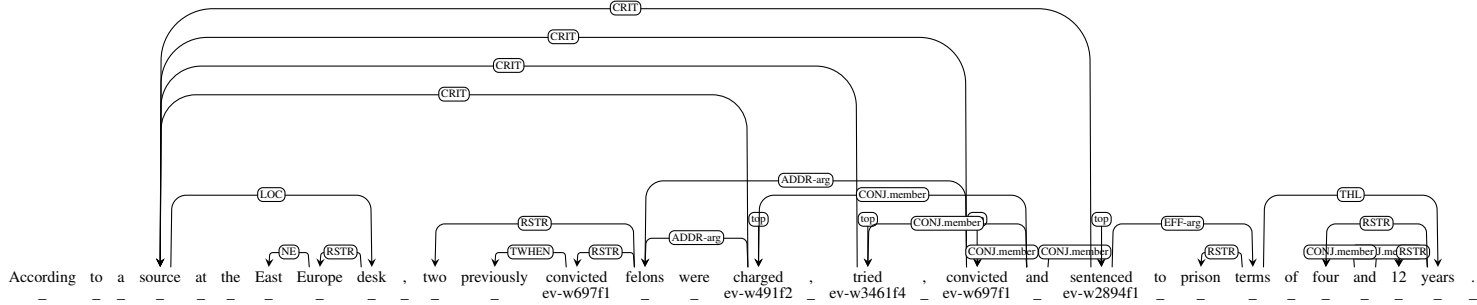 CRIT
CRIT
CRIT
CRIT
ADDR-arg
LOC CONJ.member THL
top top top
RSTR CONJ.member EFF-arg RSTR
ADDR-arg
NE RSTR TWHEN RSTR CONJ.member CONJ.member RSTR CONJ.member RSTR
According to a source at the East Europe desk , two previously convicted felons were charged , tried , convicted and sentenced to prison terms of four and 12 years .
_ _ _ _ _ _ _ _ _ _ _ _ ev-w697f1 _ _ ev-w491f2 _ ev-w3461f4 _ ev-w697f1 _ ev-w2894f1 _ _ _ _ _ _ _ _ _